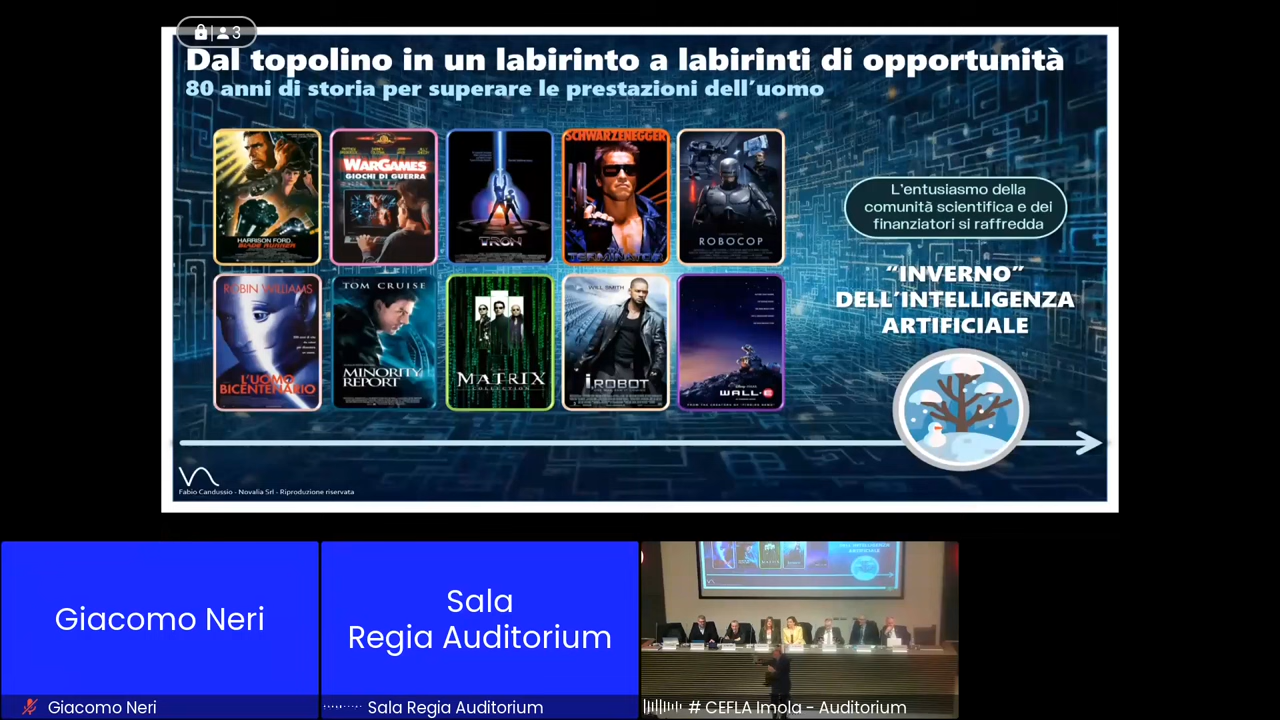 3
Dal topolino in un labirinto a labirinti di opportunità
80 anni di storia per superare le prestazioni dell'uomo
HARRISON FORD
BLADE RUNNER
WARGAMES
GIOCHI DI GUERRA
TRON
SCHWARZENEGGER
TERMINATOR
ROBOCOP
L'entusiasmo della
comunità scientifica e dei
finanziatori si raffredda
"INVERNO"
DELL'INTELLIGENZA
ARTIFICIALE
ROBIN WILLIAMS
L'UOMO
BICENTENARIO
TOM CRUISE
MINORITY
REPORT
MATRIX
COLLECTION
WILL SMITH
I,ROBOT
WALL•E
Fabio Candussio - Novalia Srl - Riproduzione riservata
Giacomo Neri
Sala
Regia Auditorium
Giacomo Neri
Sala Regia Auditorium
# CEFLA Imola - Auditorium